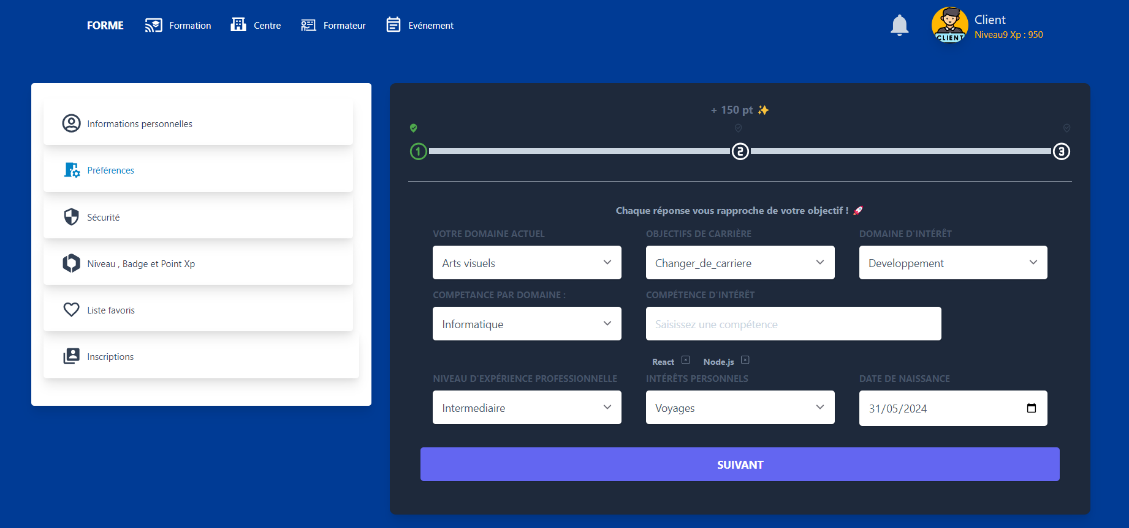 FORME Formation Centre Formateur Evénement
Client
Niveau9 Xp : 950
CLIENT
Informations personnelles
Préférences
Sécurité
Niveau , Badge et Point Xp
Liste favoris
Inscriptions
+ 150 pt ✨
1 2 3
Chaque réponse vous rapproche de votre objectif ! 🚀
VOTRE DOMAINE ACTUEL OBJECTIFS DE CARRIÈRE DOMAINE D'INTÉRÊT
Arts visuels Changer_de_carriere Developpement
COMPETANCE PAR DOMAINE : COMPÉTENCE D'INTÉRÊT
Informatique Saisissez une compétence
React Node.js
NIVEAU D'EXPÉRIENCE PROFESSIONNELLE INTÉRÊTS PERSONNELS DATE DE NAISSANCE
Intermediaire Voyages 31/05/2024
SUIVANT